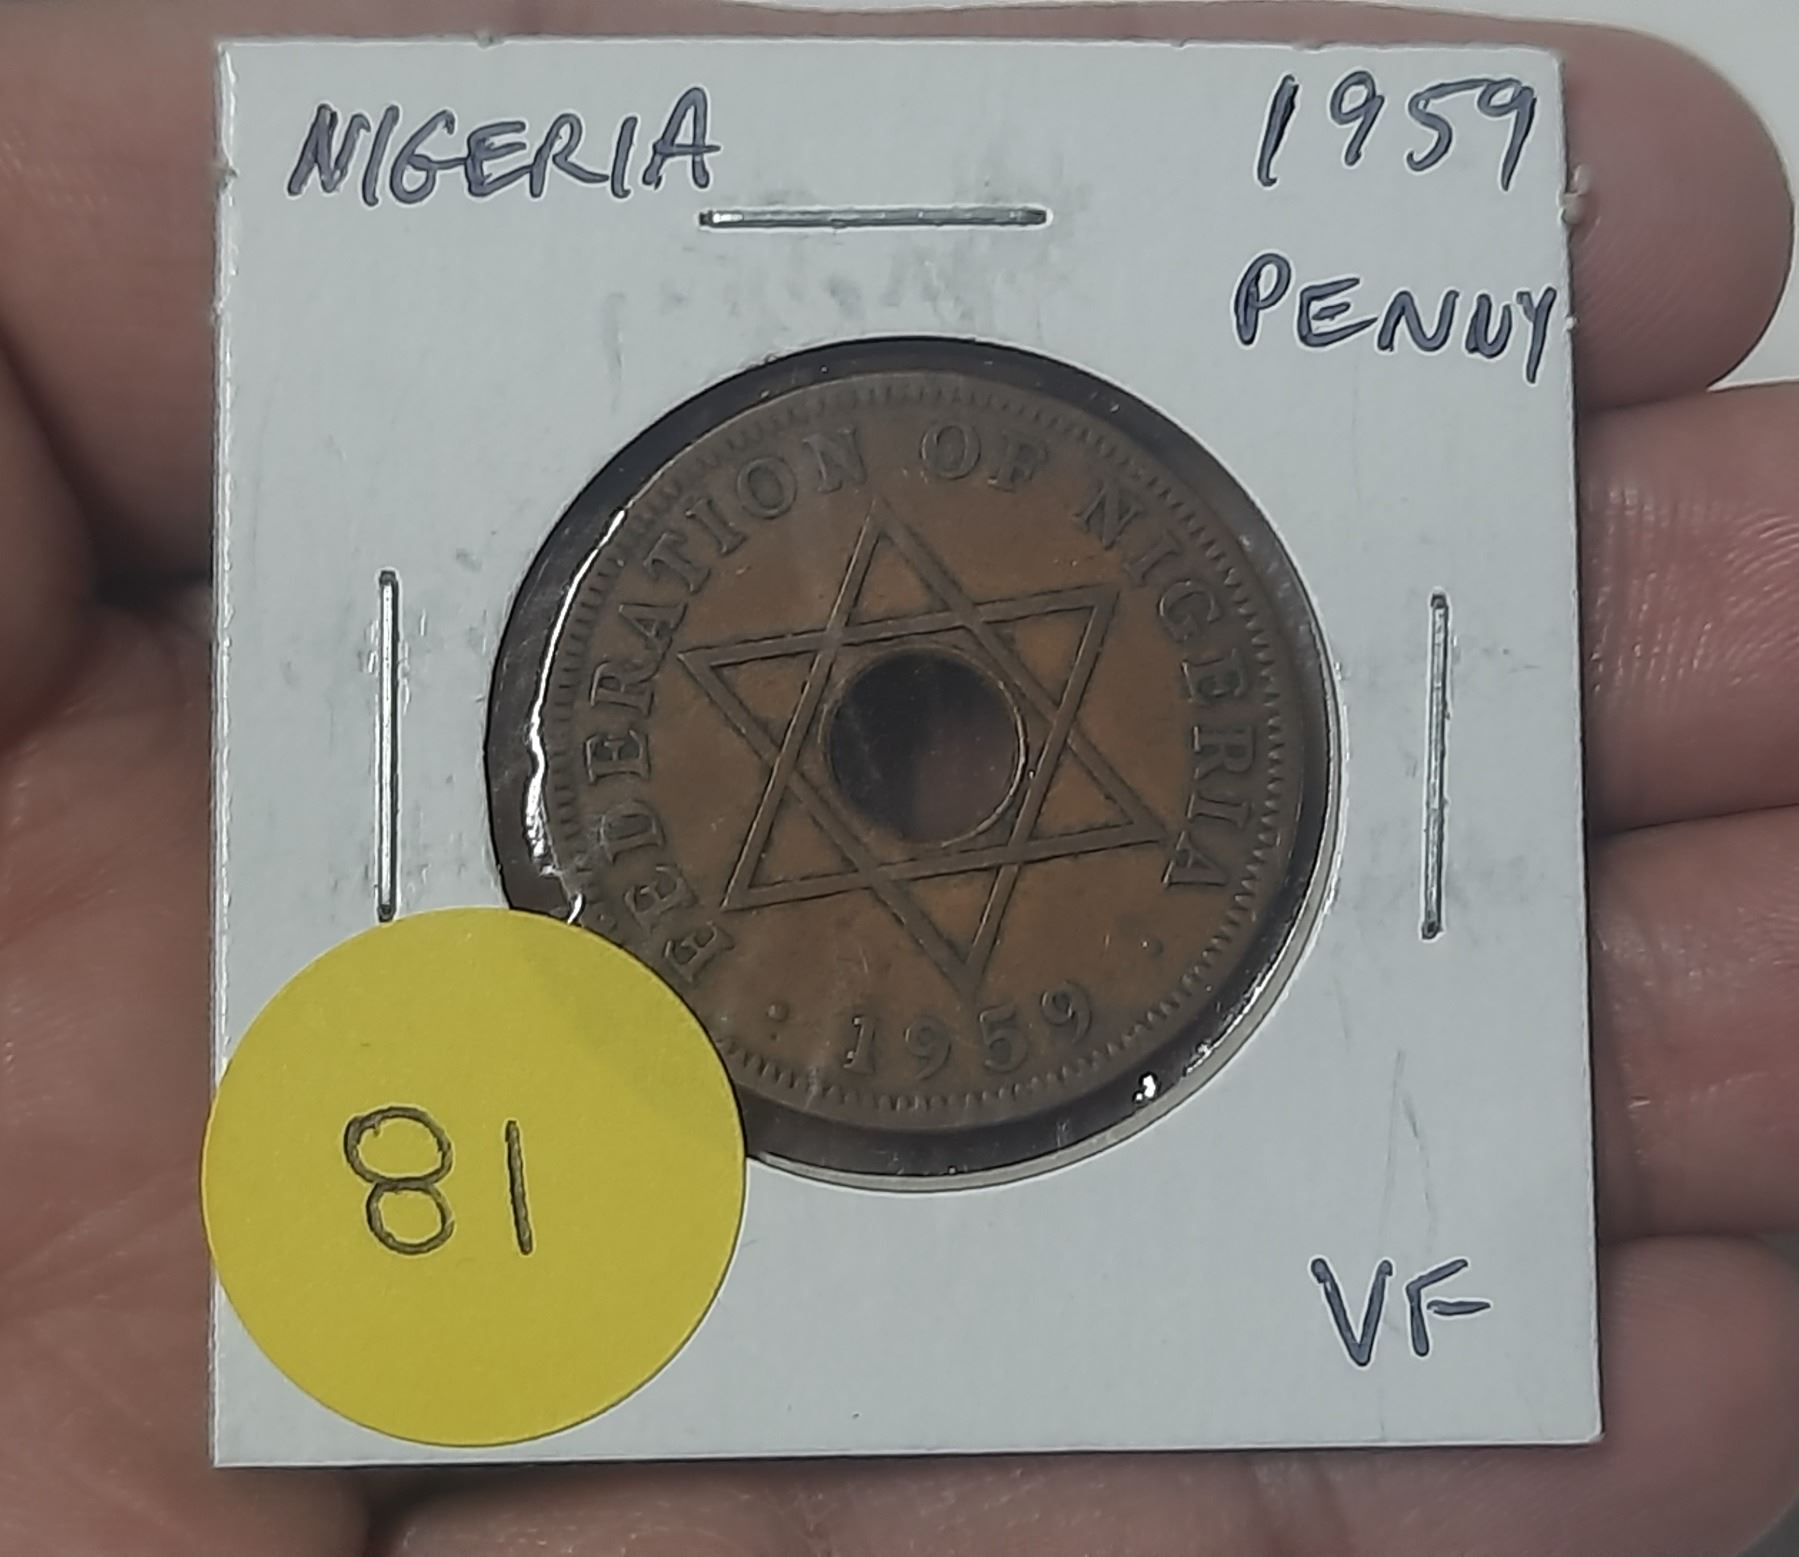 NIGERIA
1959
PENNY
FEDERATION OF NIGERIA
· 1959 ·
81
VF